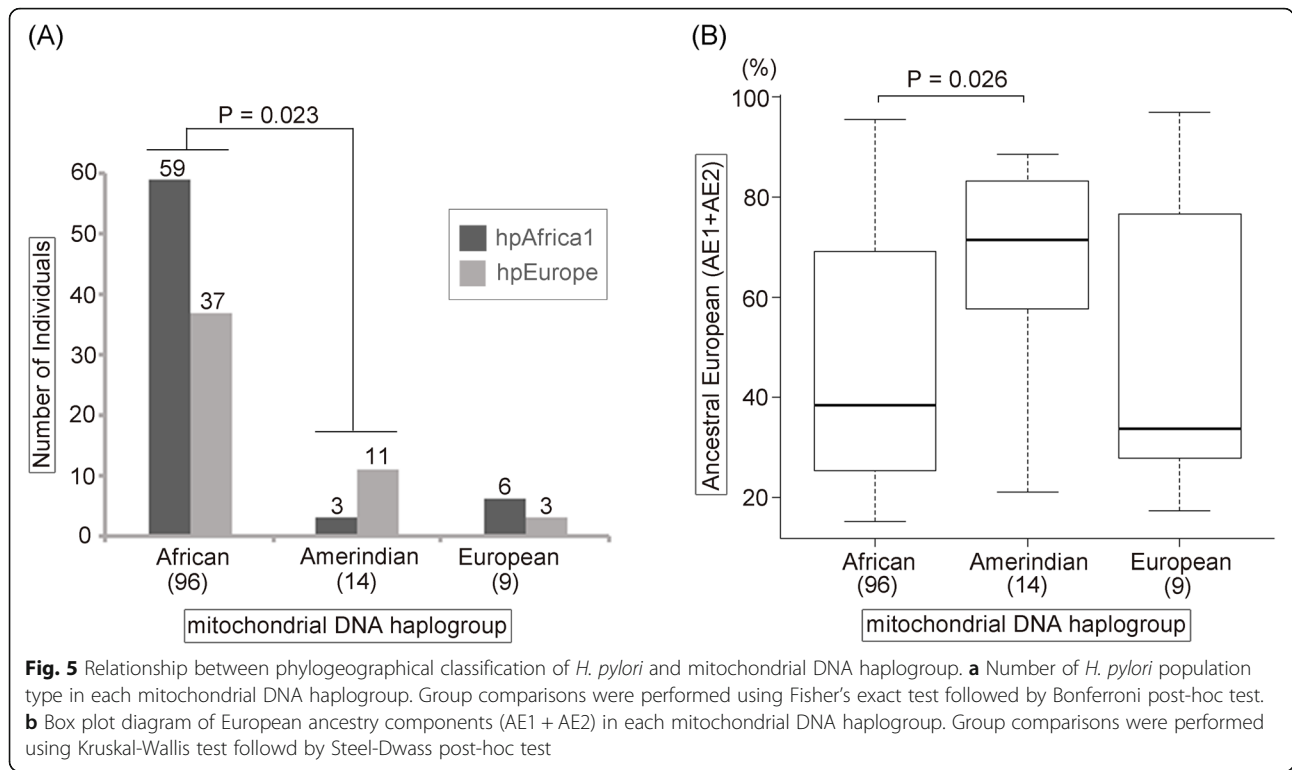 (A)
P = 0.023
Number of Individuals
60
50
40
30
20
10
0
59
37
3
11
6
3
hpAfrica1
hpEurope
African
(96)
Amerindian
(14)
European
(9)
mitochondrial DNA haplogroup
(B)
(%)
P = 0.026
Ancestral European (AE1+AE2)
100
80
60
40
20
African
(96)
Amerindian
(14)
European
(9)
mitochondrial DNA haplogroup
Fig. 5 Relationship between phylogeographical classification of H. pylori and mitochondrial DNA haplogroup. a Number of H. pylori population
type in each mitochondrial DNA haplogroup. Group comparisons were performed using Fisher's exact test followed by Bonferroni post-hoc test.
b Box plot diagram of European ancestry components (AE1 + AE2) in each mitochondrial DNA haplogroup. Group comparisons were performed
using Kruskal-Wallis test followd by Steel-Dwass post-hoc test